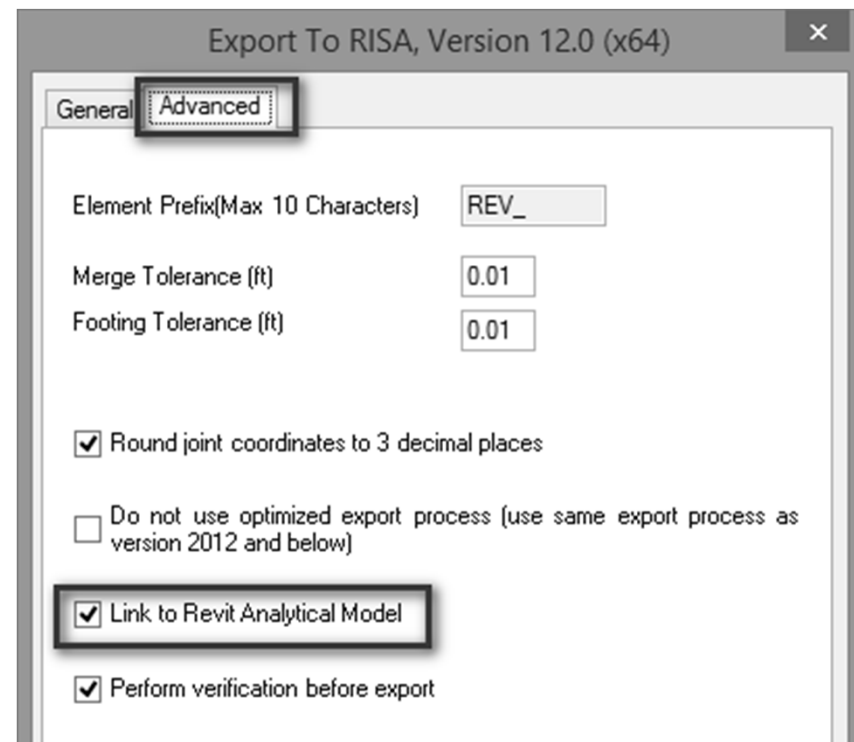 Export To RISA, Version 12.0 (x64)
General
Advanced
Element Prefix(Max 10 Characters)
REV_
Merge Tolerance (ft)
0.01
Footing Tolerance (ft)
0.01
Round joint coordinates to 3 decimal places
Do not use optimized export process (use same export process as
version 2012 and below)
Link to Revit Analytical Model
Perform verification before export